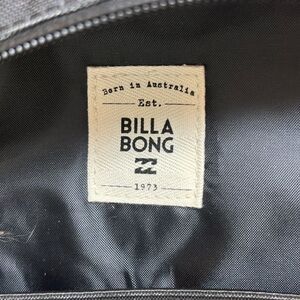 Born in Australia
Est.
BILLA
BONG
1973